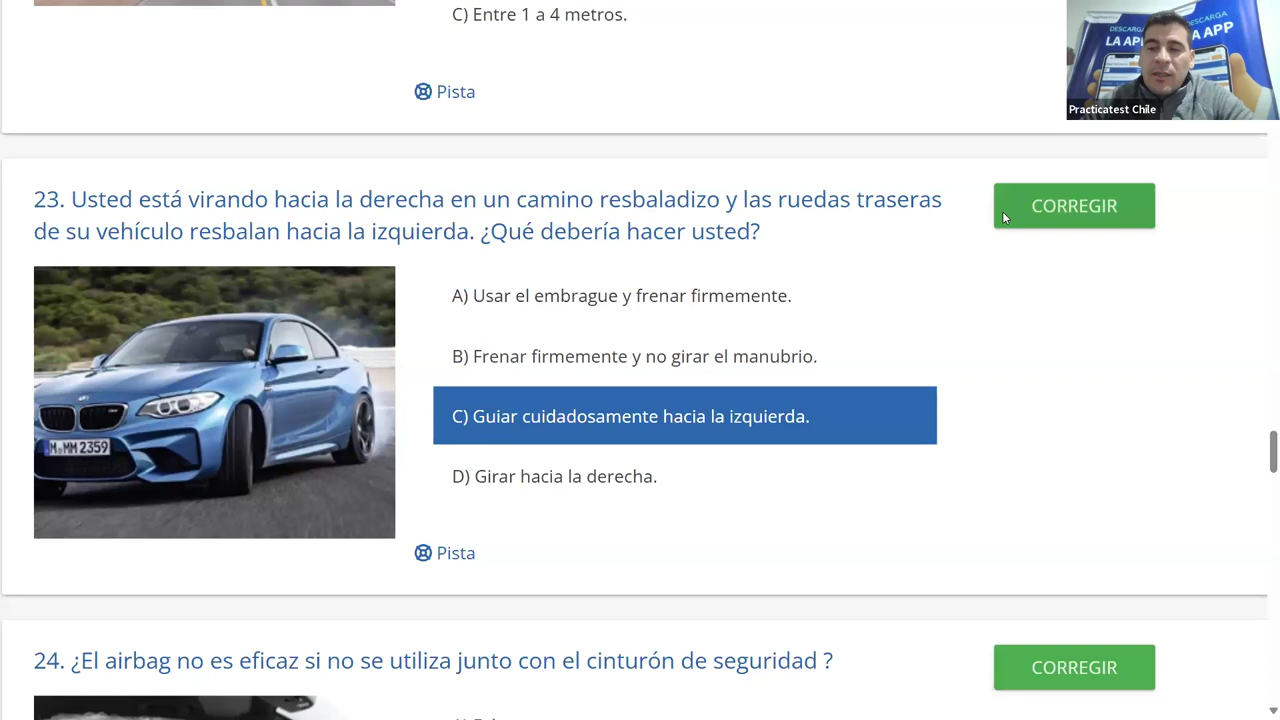 C) Entre 1 a 4 metros.
Pista
DESCARGA
LA APP
DESCARGA
LA APP
Practicatest Chile
23. Usted está virando hacia la derecha en un camino resbaladizo y las ruedas traseras
de su vehículo resbalan hacia la izquierda. ¿Qué debería hacer usted?
CORREGIR
A) Usar el embrague y frenar firmemente.
B) Frenar firmemente y no girar el manubrio.
C) Guiar cuidadosamente hacia la izquierda.
D) Girar hacia la derecha.
MM 2359
Pista
24. ¿El airbag no es eficaz si no se utiliza junto con el cinturón de seguridad ?
CORREGIR